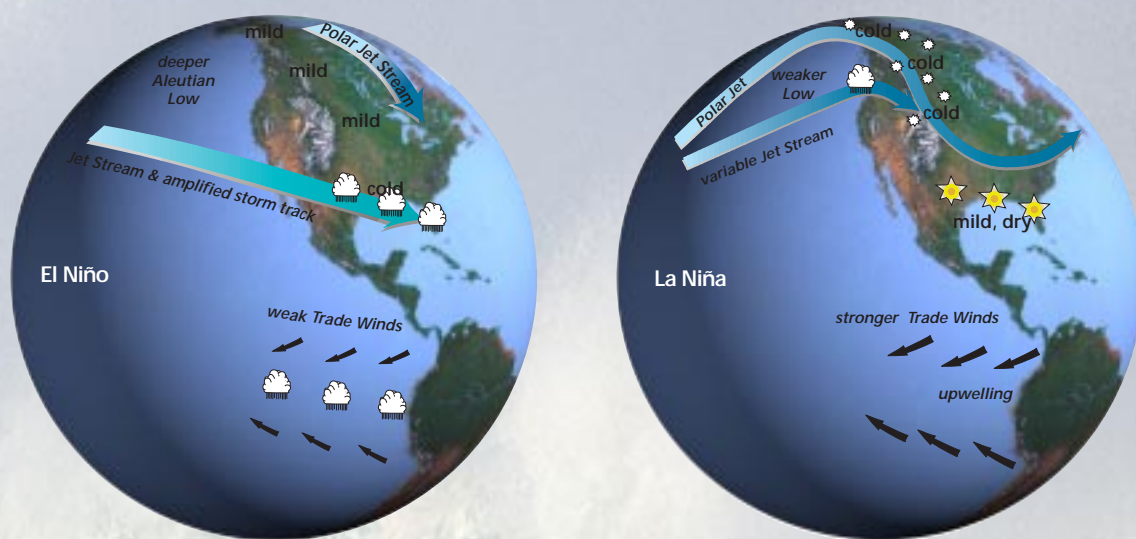 mild
Polar Jet Stream
deeper
Aleutian
Low
mild
mild
Jet Stream & amplified storm track
cold
El Niño
weak Trade Winds
cold
cold
Polar Jet
weaker
Low
cold
variable Jet Stream
mild, dry
La Niña
stronger Trade Winds
upwelling